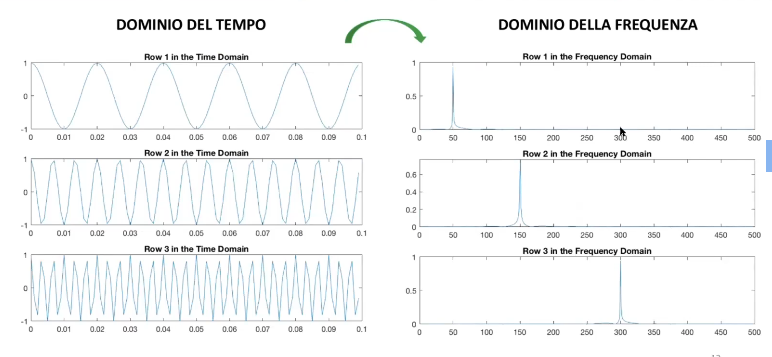 DOMINIO DEL TEMPO
DOMINIO DELLA FREQUENZA
Row 1 in the Time Domain
1
0
-1
0 0.01 0.02 0.03 0.04 0.05 0.06 0.07 0.08 0.09 0.1
Row 2 in the Time Domain
1
0
-1
0 0.01 0.02 0.03 0.04 0.05 0.06 0.07 0.08 0.09 0.1
Row 3 in the Time Domain
1
0
-1
0 0.01 0.02 0.03 0.04 0.05 0.06 0.07 0.08 0.09 0.1
Row 1 in the Frequency Domain
1
0.5
0
0 50 100 150 200 250 300 350 400 450 500
Row 2 in the Frequency Domain
0.6
0.4
0.2
0
0 50 100 150 200 250 300 350 400 450 500
Row 3 in the Frequency Domain
1
0.5
0
0 50 100 150 200 250 300 350 400 450 500